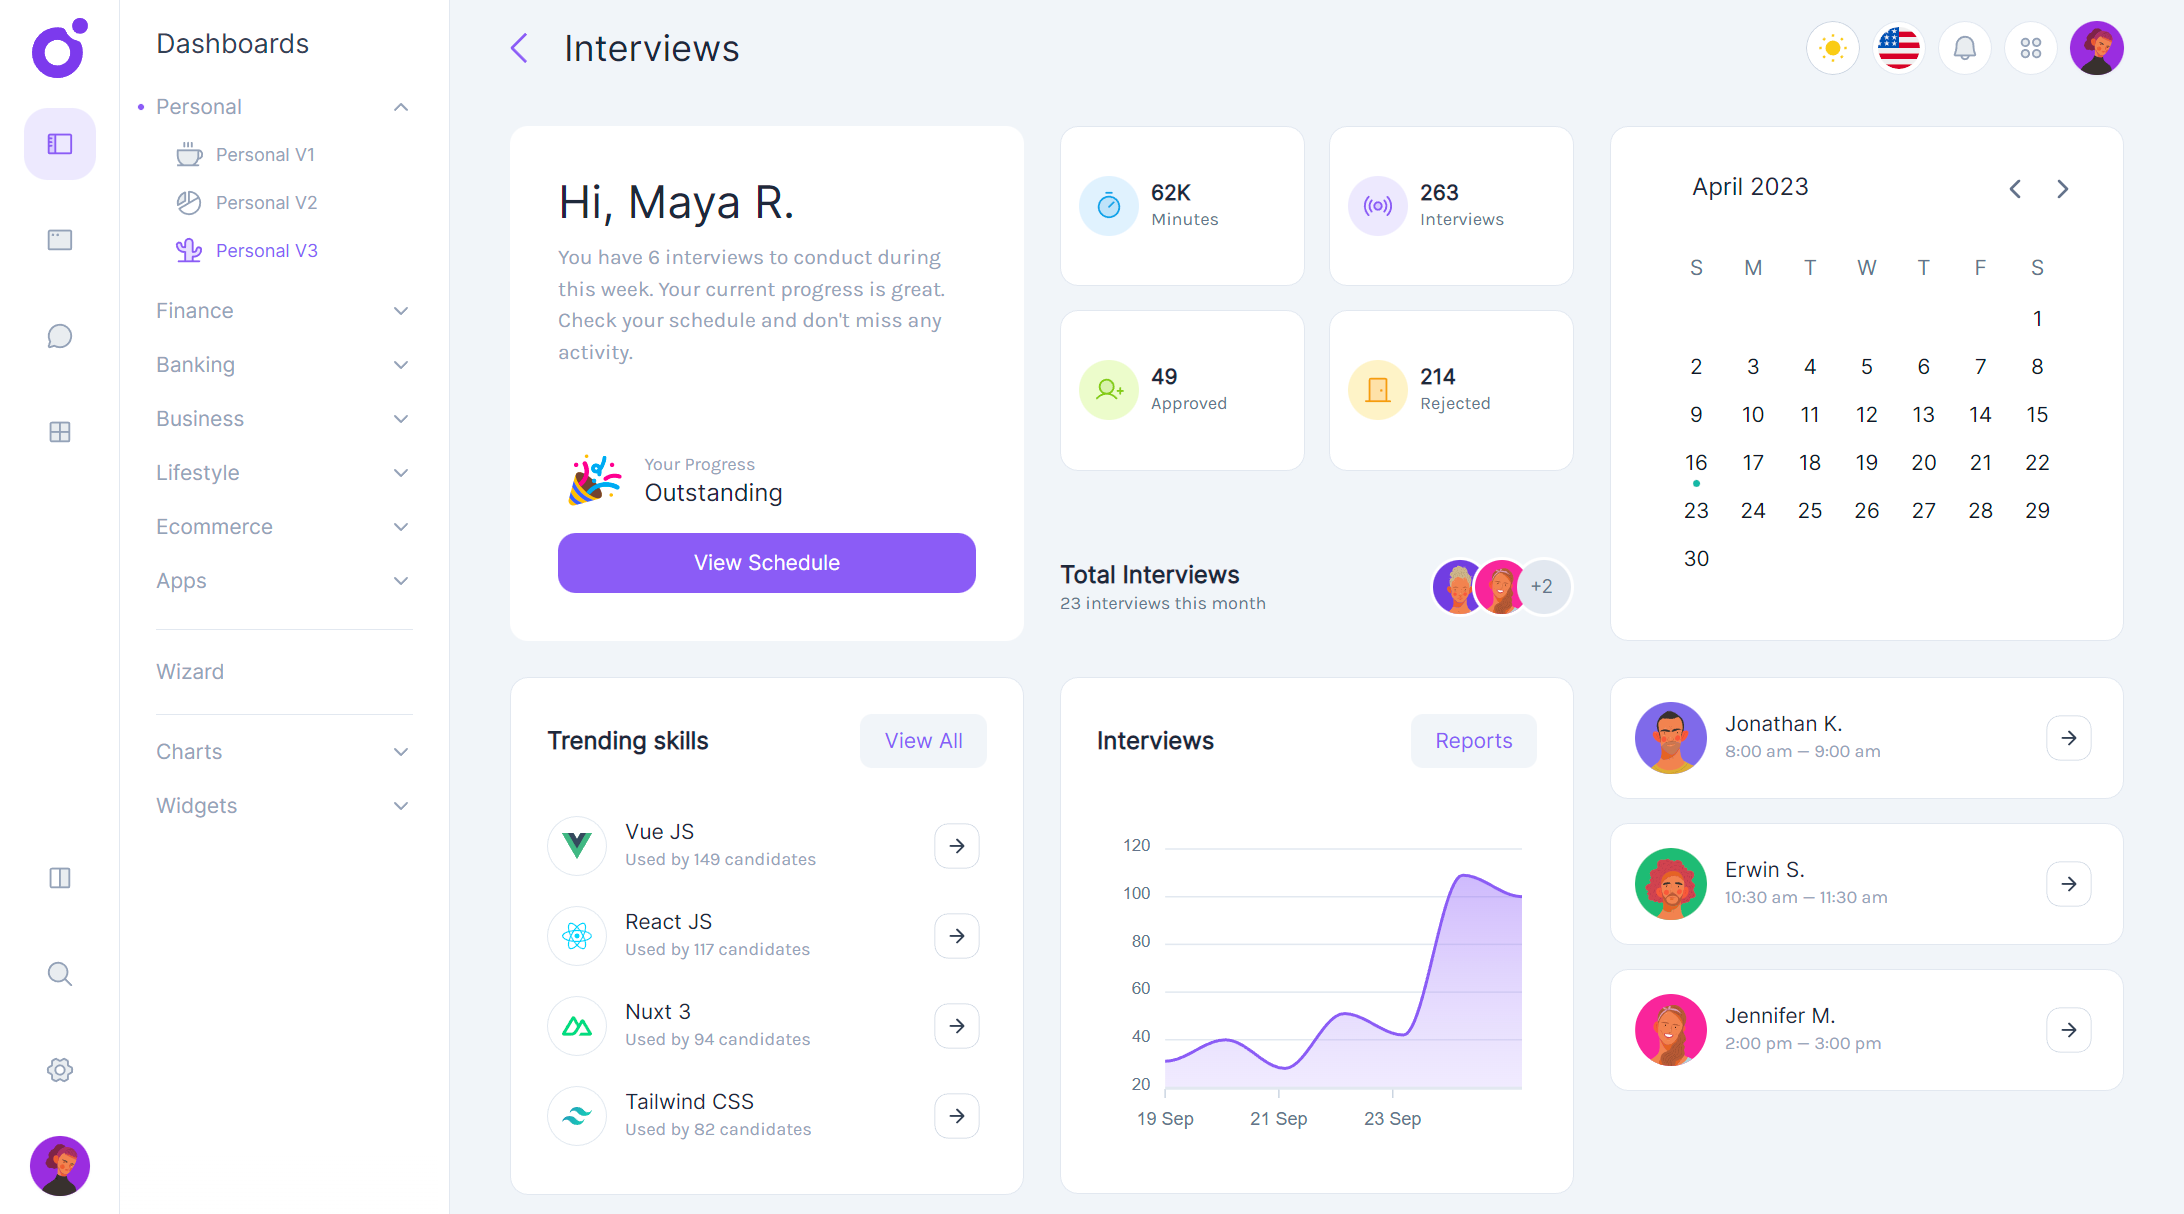 Dashboards
Personal
Personal V1
Personal V2
Personal V3
Finance
Banking
Business
Lifestyle
Ecommerce
Apps
Wizard
Charts
Widgets
Interviews
Hi, Maya R.
You have 6 interviews to conduct during
this week. Your current progress is great.
Check your schedule and don't miss any
activity.
Your Progress
Outstanding
View Schedule
62K
Minutes
263
Interviews
49
Approved
214
Rejected
Total Interviews
23 interviews this month
+2
April 2023
S M T W T F S
1
2 3 4 5 6 7 8
9 10 11 12 13 14 15
16 17 18 19 20 21 22
23 24 25 26 27 28 29
30
Trending skills
View All
Vue JS
Used by 149 candidates
React JS
Used by 117 candidates
Nuxt 3
Used by 94 candidates
Tailwind CSS
Used by 82 candidates
Interviews
Reports
120
100
80
60
40
20
19 Sep 21 Sep 23 Sep
Jonathan K.
8:00 am — 9:00 am
Erwin S.
10:30 am — 11:30 am
Jennifer M.
2:00 pm — 3:00 pm